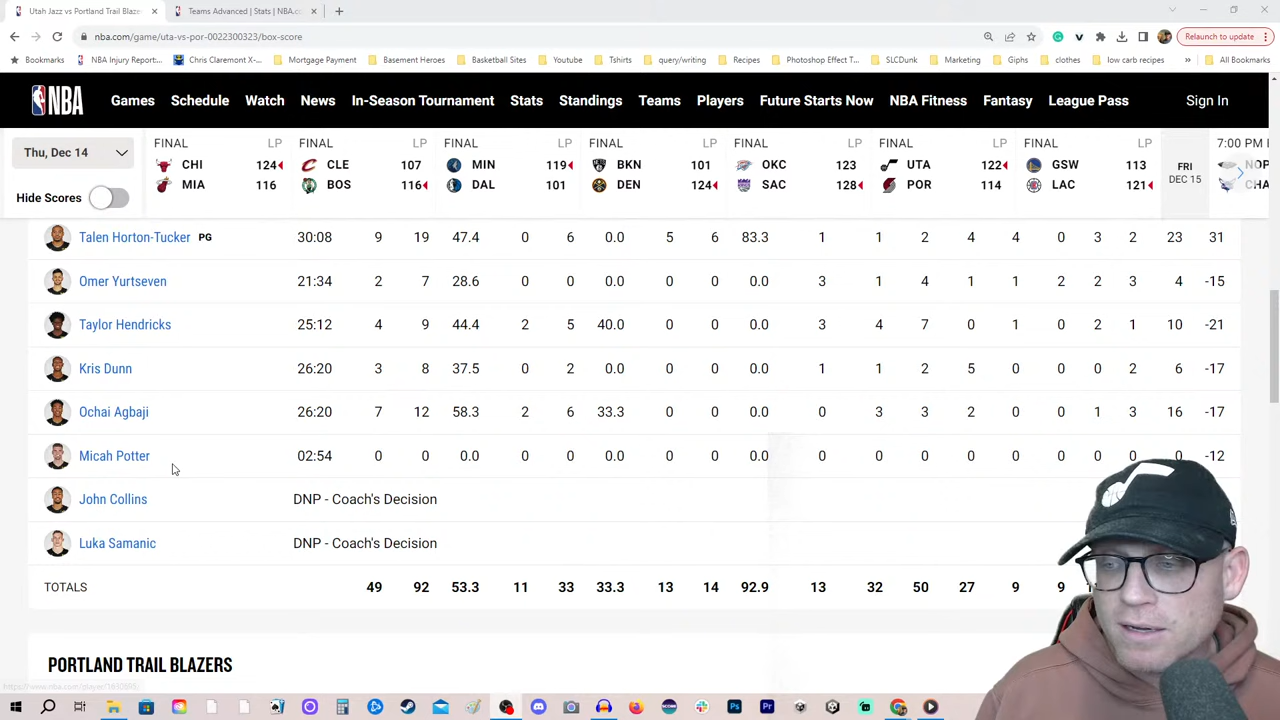 Utah Jazz vs Portland Trail Blaze
Teams Advanced | Stats | NBA.c
nba.com/game/uta-vs-por-0022300323/box-score
Relaunch to update
Bookmarks NBA Injury Report: Chris Claremont X-... Mortgage Payment Basement Heroes Basketball Sites Youtube Tshirts query/writing Recipes Photoshop Effect T... SLCDunk Marketing Giphs clothes low carb recipes » All Bookmarks
NBA Games Schedule Watch News In-Season Tournament Stats Standings Teams Players Future Starts Now NBA Fitness Fantasy League Pass Sign In
Thu, Dec 14
Hide Scores
FINAL LP
CHI 124
MIA 116
FINAL LP
CLE 107
BOS 116
FINAL LP
MIN 119
DAL 101
FINAL LP
BKN 101
DEN 124
FINAL LP
OKC 123
SAC 128
FINAL LP
UTA 122
POR 114
FINAL LP
GSW 113
LAC 121
FRI
DEC 15
7:00 PM
NOP
CHA
Talen Horton-Tucker PG 30:08 9 19 47.4 0 6 0.0 5 6 83.3 1 1 2 4 4 0 3 2 23 31
Omer Yurtseven 21:34 2 7 28.6 0 0 0.0 0 0 0.0 3 1 4 1 1 2 2 3 4 -15
Taylor Hendricks 25:12 4 9 44.4 2 5 40.0 0 0 0.0 3 4 7 0 1 0 2 1 10 -21
Kris Dunn 26:20 3 8 37.5 0 2 0.0 0 0 0.0 1 1 2 5 0 0 0 2 6 -17
Ochai Agbaji 26:20 7 12 58.3 2 6 33.3 0 0 0.0 0 3 3 2 0 0 1 3 16 -17
Micah Potter 02:54 0 0 0.0 0 0 0.0 0 0 0.0 0 0 0 0 0 0 0 0 0 -12
John Collins DNP - Coach's Decision
Luka Samanic DNP - Coach's Decision
TOTALS 49 92 53.3 11 33 33.3 13 14 92.9 13 32 50 27 9 9
PORTLAND TRAIL BLAZERS